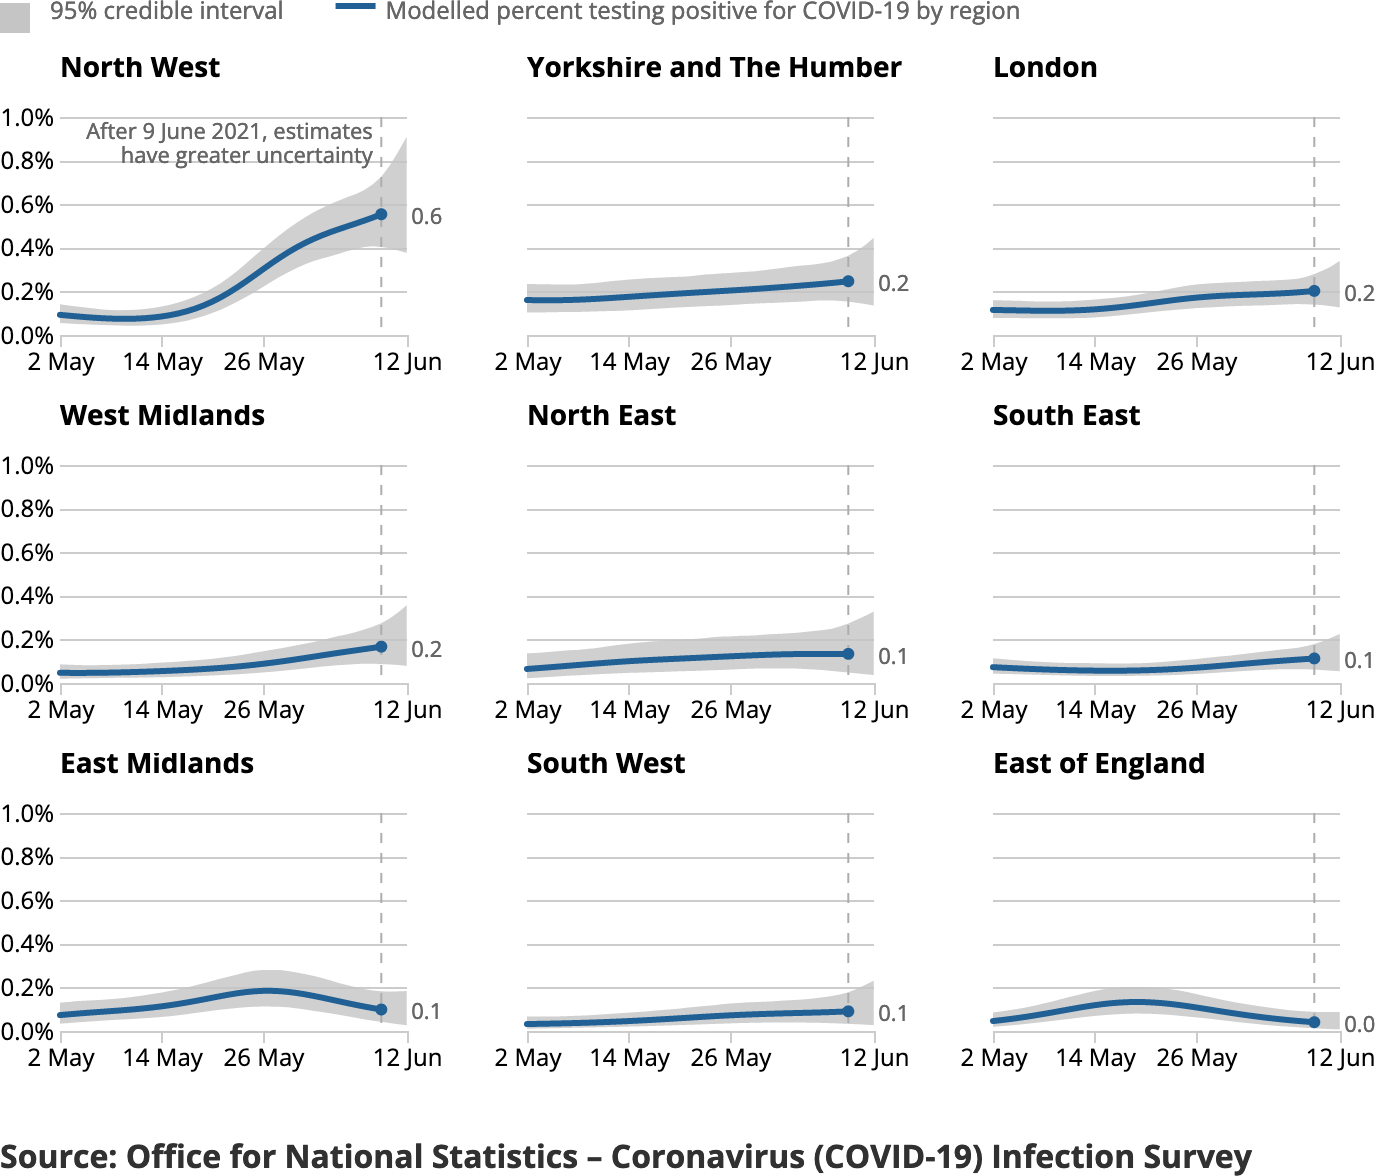 95% credible interval
Modelled percent testing positive for COVID-19 by region
North West
Yorkshire and The Humber
London
1.0%
After 9 June 2021, estimates
have greater uncertainty
0.8%
0.6%
0.4%
0.2%
0.0%
0.6
0.2
0.2
2 May 14 May 26 May 12 Jun
2 May 14 May 26 May 12 Jun
2 May 14 May 26 May 12 Jun
West Midlands
North East
South East
1.0%
0.8%
0.6%
0.4%
0.2%
0.0%
0.2
0.1
0.1
2 May 14 May 26 May 12 Jun
2 May 14 May 26 May 12 Jun
2 May 14 May 26 May 12 Jun
East Midlands
South West
East of England
1.0%
0.8%
0.6%
0.4%
0.2%
0.0%
0.1
0.1
0.0
2 May 14 May 26 May 12 Jun
2 May 14 May 26 May 12 Jun
2 May 14 May 26 May 12 Jun
Source: Office for National Statistics – Coronavirus (COVID-19) Infection Survey